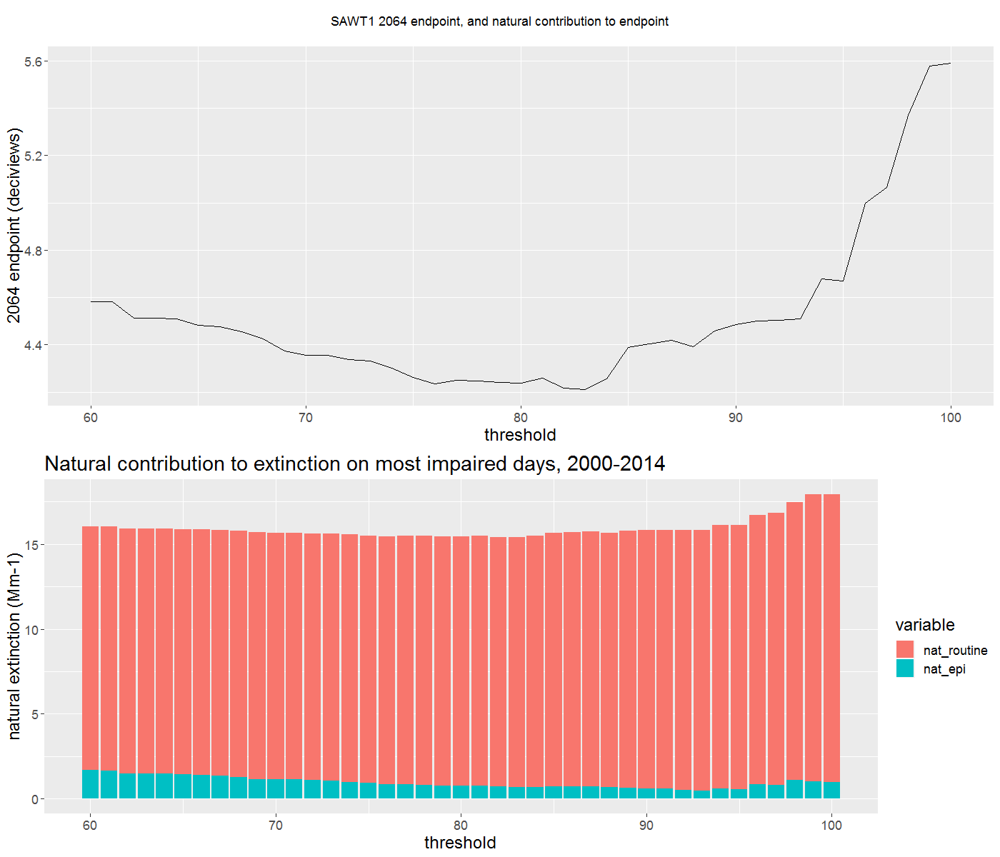 SAWT1 2064 endpoint, and natural contribution to endpoint
5.6
5.2
4.8
4.4
2064 endpoint (deciviews)
60 70 80 90 100
threshold
Natural contribution to extinction on most impaired days, 2000-2014
15
10
5
0
natural extinction (Mm-1)
60 70 80 90 100
threshold
variable
nat_routine
nat_epi